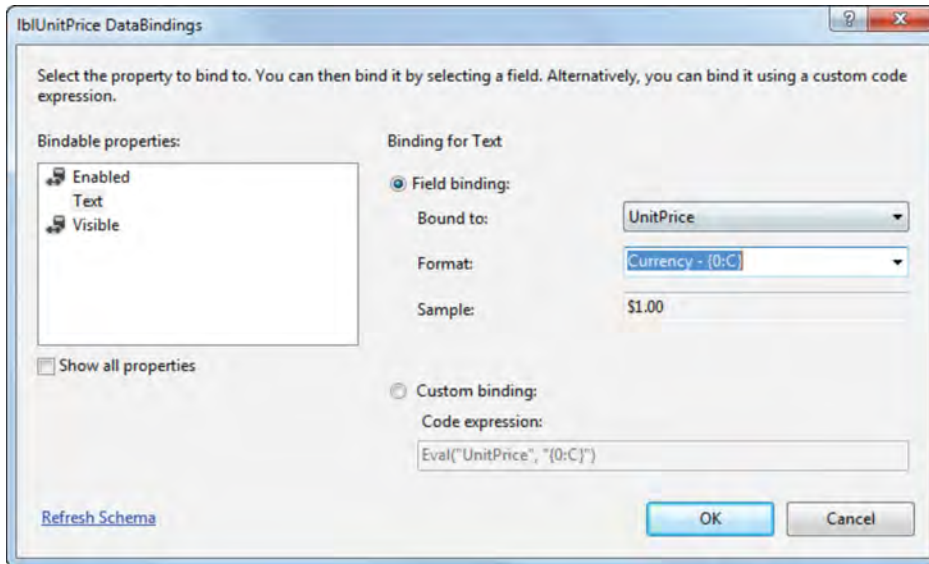 lblUnitPrice DataBindings
Select the property to bind to. You can then bind it by selecting a field. Alternatively, you can bind it using a custom code
expression.
Bindable properties:
Enabled
Text
Visible
Show all properties
Binding for Text
Field binding:
Bound to: UnitPrice
Format: Currency - {0:C}
Sample: $1.00
Custom binding:
Code expression:
Eval("UnitPrice", "{0:C}")
Refresh Schema
OK Cancel